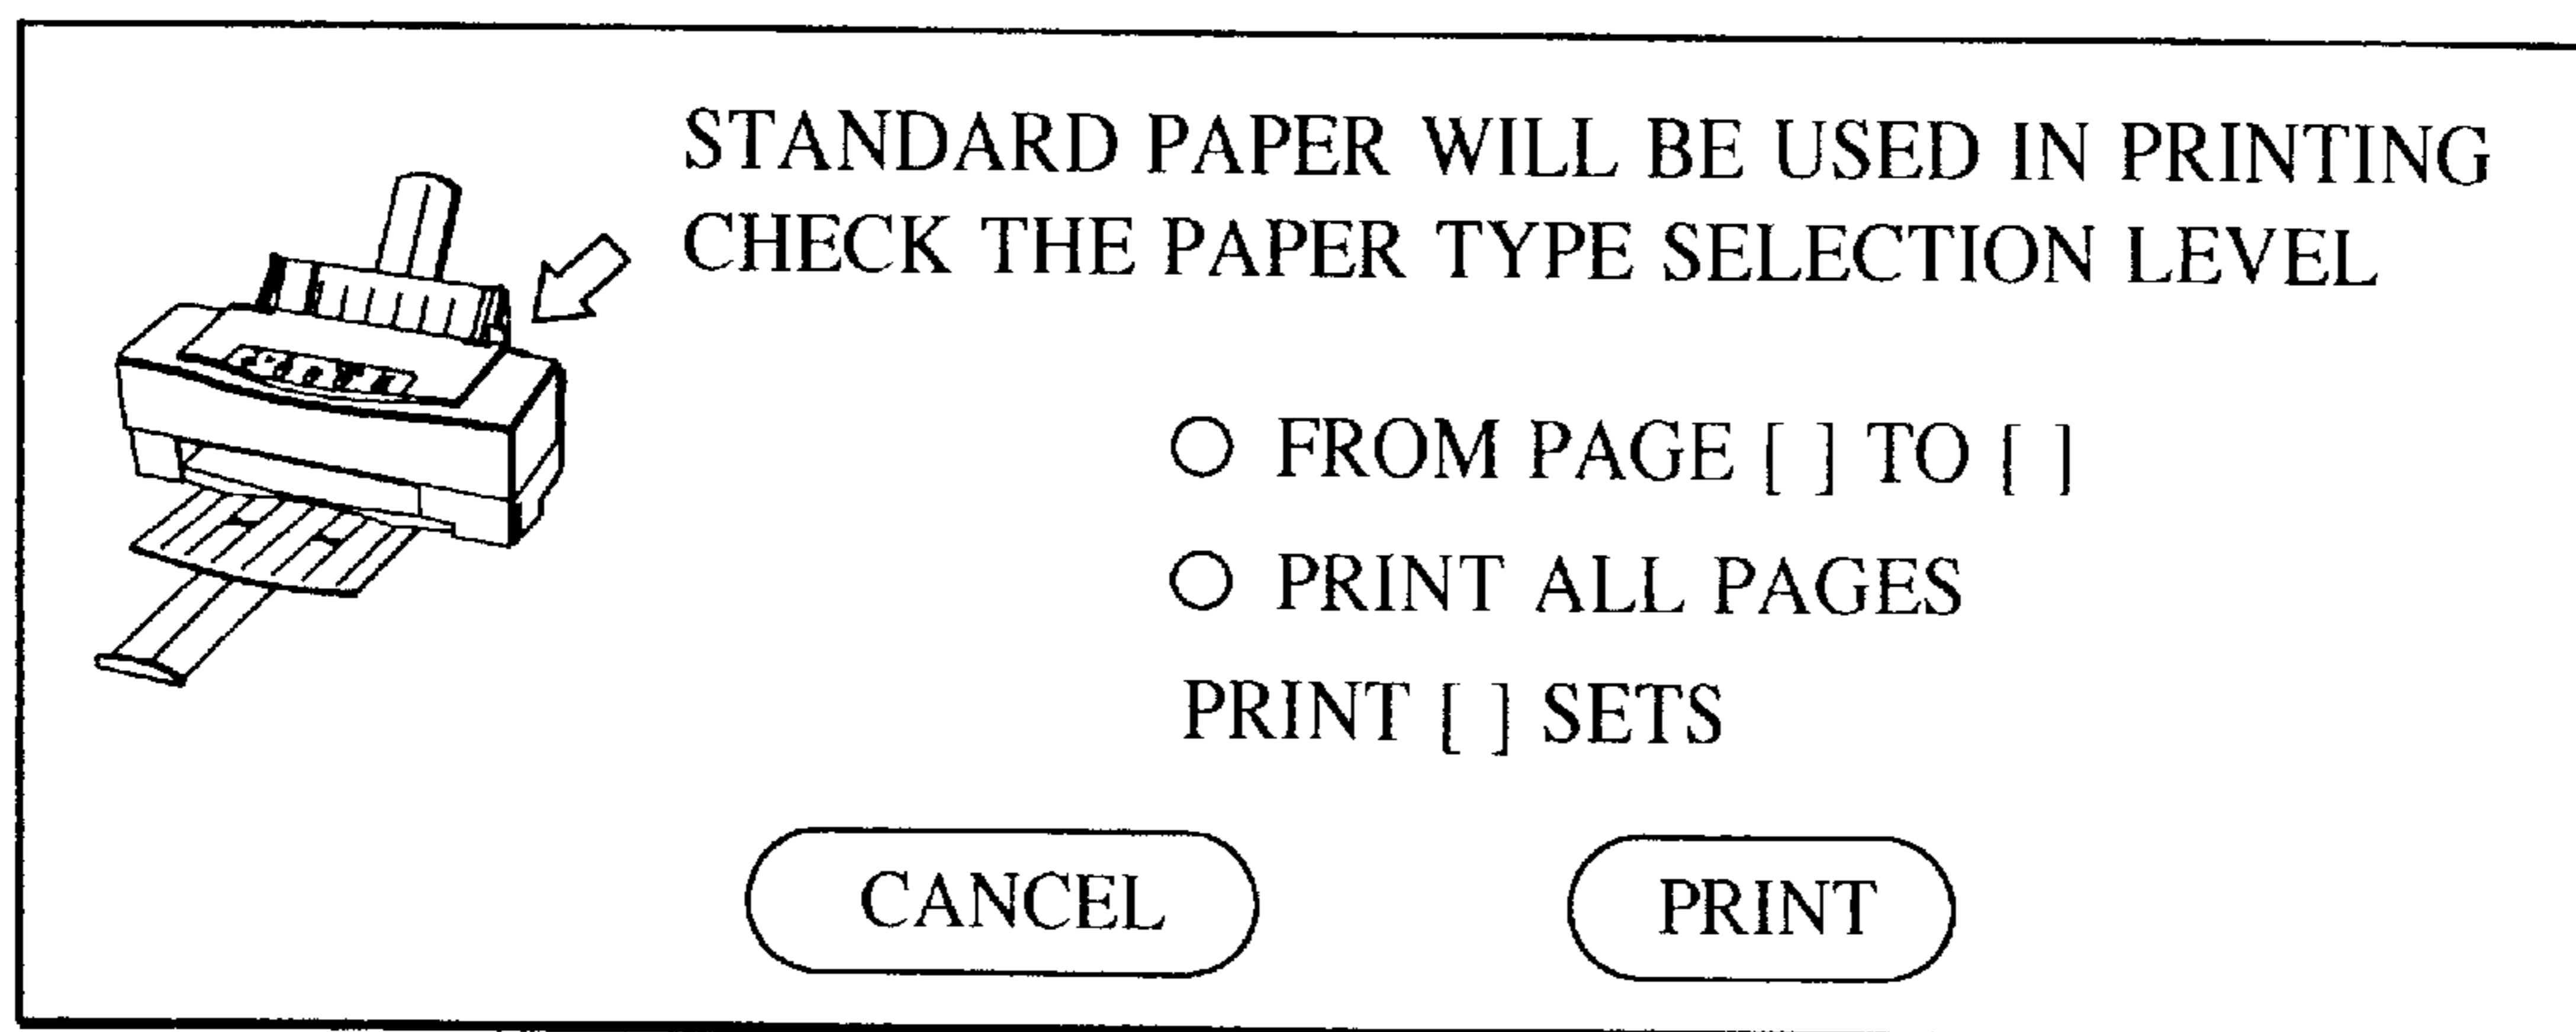 STANDARD PAPER WILL BE USED IN PRINTING
CHECK THE PAPER TYPE SELECTION LEVEL
○ FROM PAGE [ ] TO [ ]
○ PRINT ALL PAGES
PRINT [ ] SETS
CANCEL
PRINT